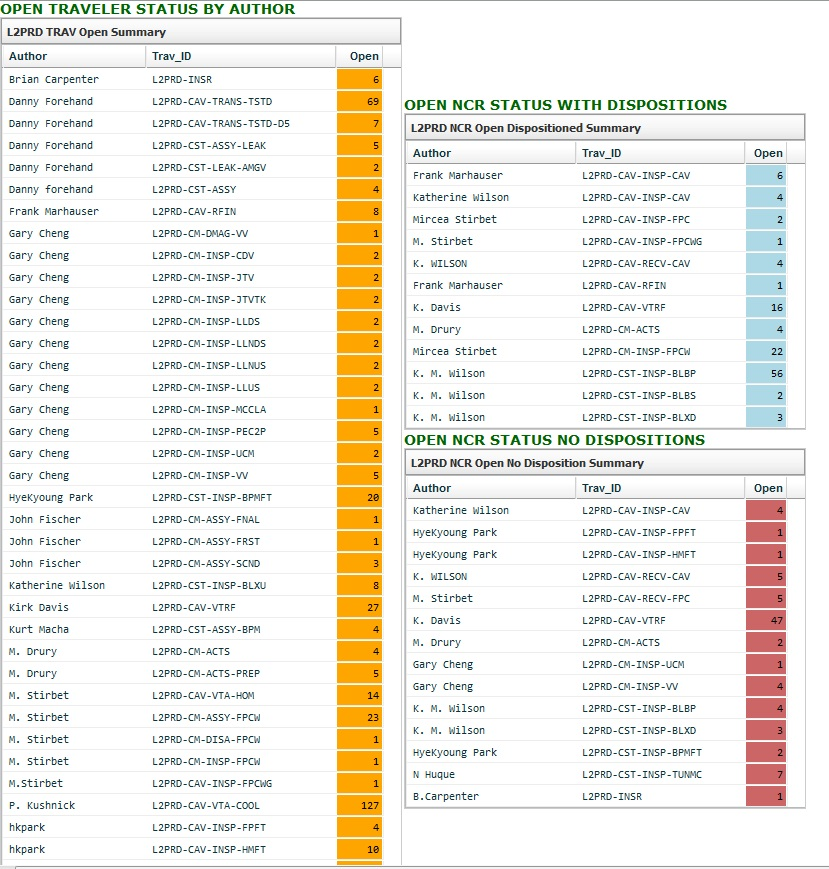 OPEN TRAVELER STATUS BY AUTHOR
L2PRD TRAV Open Summary
Author Trav_ID Open
Brian Carpenter L2PRD-INSR 6
Danny Forehand L2PRD-CAV-TRANS-TSTD 69
Danny Forehand L2PRD-CAV-TRANS-TSTD-D5 7
Danny Forehand L2PRD-CST-ASSY-LEAK 5
Danny Forehand L2PRD-CST-LEAK-AMGV 2
Danny forehand L2PRD-CST-ASSY 4
Frank Marhauser L2PRD-CAV-RFIN 8
Gary Cheng L2PRD-CM-DMAG-VV 1
Gary Cheng L2PRD-CM-INSP-CDV 2
Gary Cheng L2PRD-CM-INSP-JTV 2
Gary Cheng L2PRD-CM-INSP-JTVTK 2
Gary Cheng L2PRD-CM-INSP-LLDS 2
Gary Cheng L2PRD-CM-INSP-LLNDS 2
Gary Cheng L2PRD-CM-INSP-LLNUS 2
Gary Cheng L2PRD-CM-INSP-LLUS 2
Gary Cheng L2PRD-CM-INSP-MCCLA 1
Gary Cheng L2PRD-CM-INSP-PEC2P 5
Gary Cheng L2PRD-CM-INSP-UCM 2
Gary Cheng L2PRD-CM-INSP-VV 5
HyeKyoung Park L2PRD-CST-INSP-BPMFT 20
John Fischer L2PRD-CM-ASSY-FNAL 1
John Fischer L2PRD-CM-ASSY-FRST 1
John Fischer L2PRD-CM-ASSY-SCND 3
Katherine Wilson L2PRD-CST-INSP-BLXU 8
Kirk Davis L2PRD-CAV-VTRF 27
Kurt Macha L2PRD-CST-ASSY-BPM 4
M. Drury L2PRD-CM-ACTS 4
M. Drury L2PRD-CM-ACTS-PREP 5
M. Stirbet L2PRD-CAV-VTA-HOM 14
M. Stirbet L2PRD-CM-ASSY-FPCW 23
M. Stirbet L2PRD-CM-DISA-FPCW 1
M. Stirbet L2PRD-CM-INSP-FPCW 1
M.Stirbet L2PRD-CAV-INSP-FPCWG 1
P. Kushnick L2PRD-CAV-VTA-COOL 127
hkpark L2PRD-CAV-INSP-FPFT 4
hkpark L2PRD-CAV-INSP-HMFT 10
OPEN NCR STATUS WITH DISPOSITIONS
L2PRD NCR Open Dispositioned Summary
Author Trav_ID Open
Frank Marhauser L2PRD-CAV-INSP-CAV 6
Katherine Wilson L2PRD-CAV-INSP-CAV 4
Mircea Stirbet L2PRD-CAV-INSP-FPC 2
M. Stirbet L2PRD-CAV-INSP-FPCWG 1
K. WILSON L2PRD-CAV-RECV-CAV 4
Frank Marhauser L2PRD-CAV-RFIN 1
K. Davis L2PRD-CAV-VTRF 16
M. Drury L2PRD-CM-ACTS 4
Mircea Stirbet L2PRD-CM-INSP-FPCW 22
K. M. Wilson L2PRD-CST-INSP-BLBP 56
K. M. Wilson L2PRD-CST-INSP-BLBS 2
K. M. Wilson L2PRD-CST-INSP-BLXD 3
OPEN NCR STATUS NO DISPOSITIONS
L2PRD NCR Open No Disposition Summary
Author Trav_ID Open
Katherine Wilson L2PRD-CAV-INSP-CAV 4
HyeKyoung Park L2PRD-CAV-INSP-FPFT 1
HyeKyoung Park L2PRD-CAV-INSP-HMFT 1
K. WILSON L2PRD-CAV-RECV-CAV 5
M. Stirbet L2PRD-CAV-RECV-FPC 5
K. Davis L2PRD-CAV-VTRF 47
M. Drury L2PRD-CM-ACTS 2
Gary Cheng L2PRD-CM-INSP-UCM 1
Gary Cheng L2PRD-CM-INSP-VV 4
K. M. Wilson L2PRD-CST-INSP-BLBP 4
K. M. Wilson L2PRD-CST-INSP-BLXD 3
HyeKyoung Park L2PRD-CST-INSP-BPMFT 2
N Huque L2PRD-CST-INSP-TUNMC 7
B.Carpenter L2PRD-INSR 1